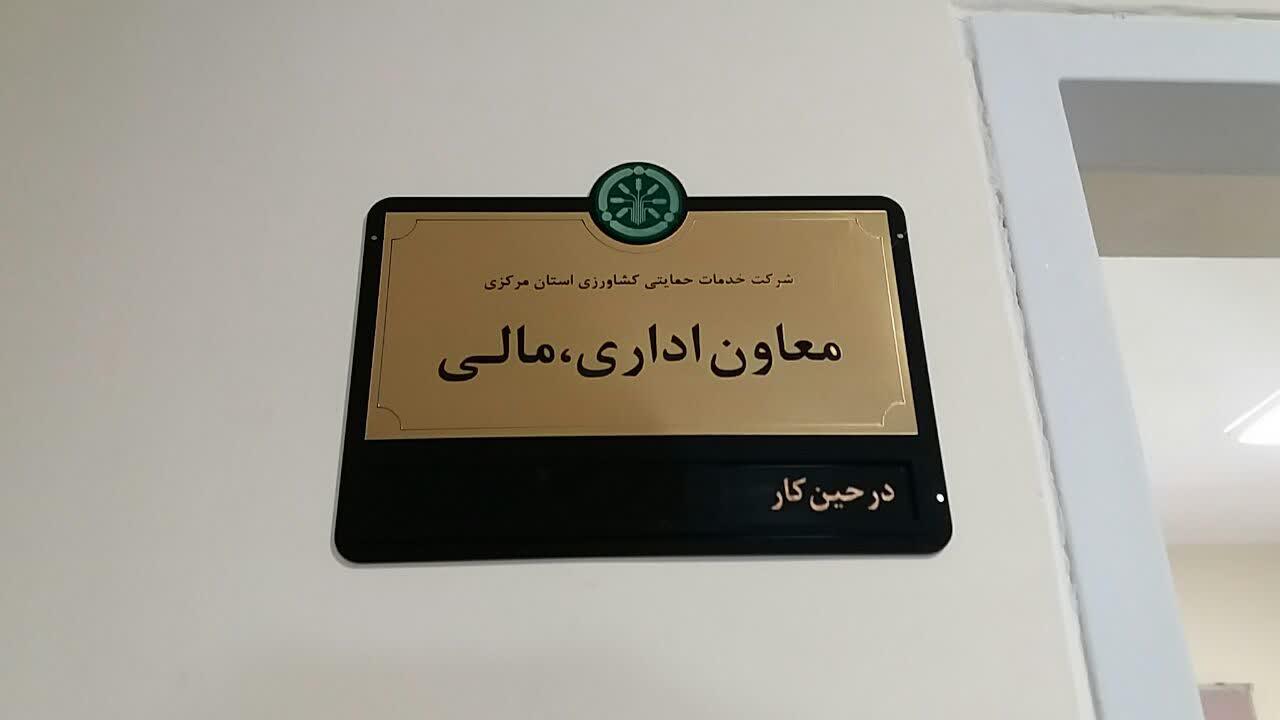 شرکت خدمات حمایتی کشاورزی استان مرکزی
معاون اداری،مالی
در حین کار